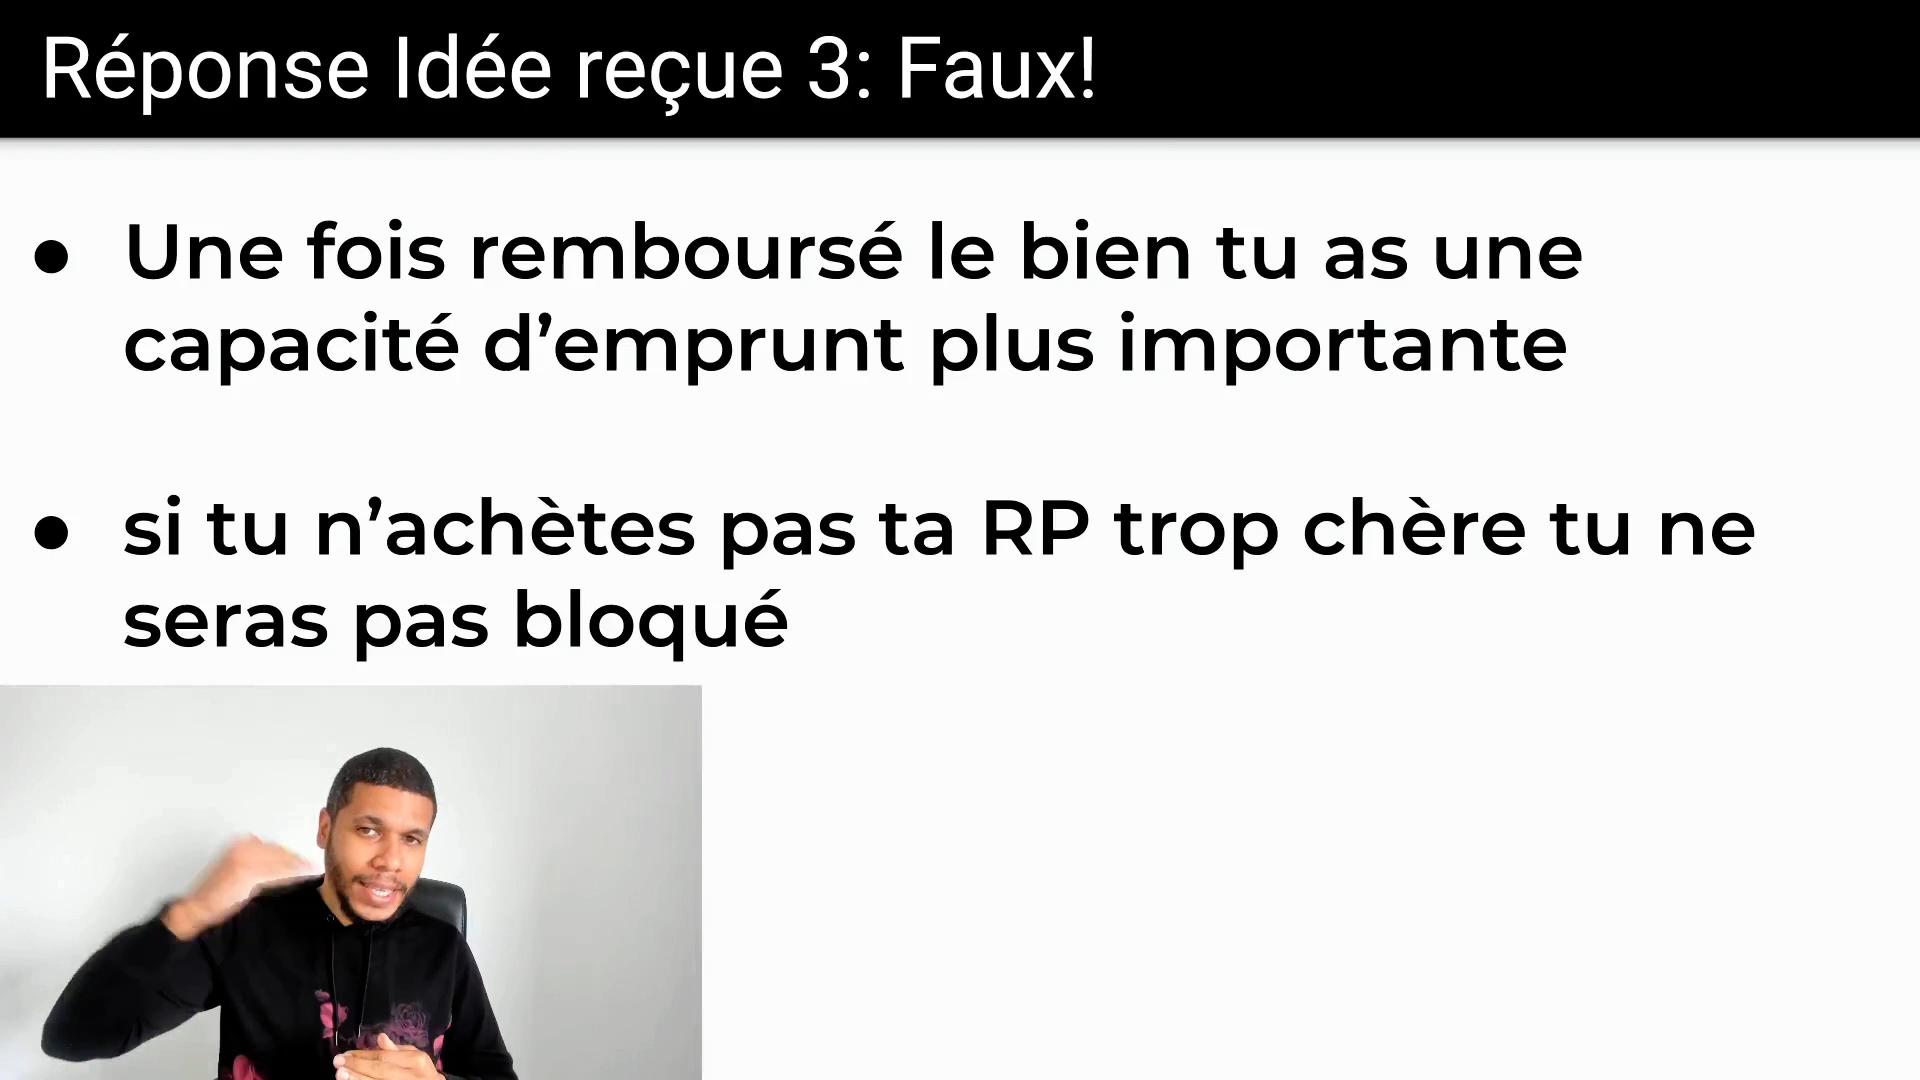 Réponse Idée reçue 3: Faux!
● Une fois remboursé le bien tu as une
capacité d’emprunt plus importante
● si tu n’achètes pas ta RP trop chère tu ne
seras pas bloqué